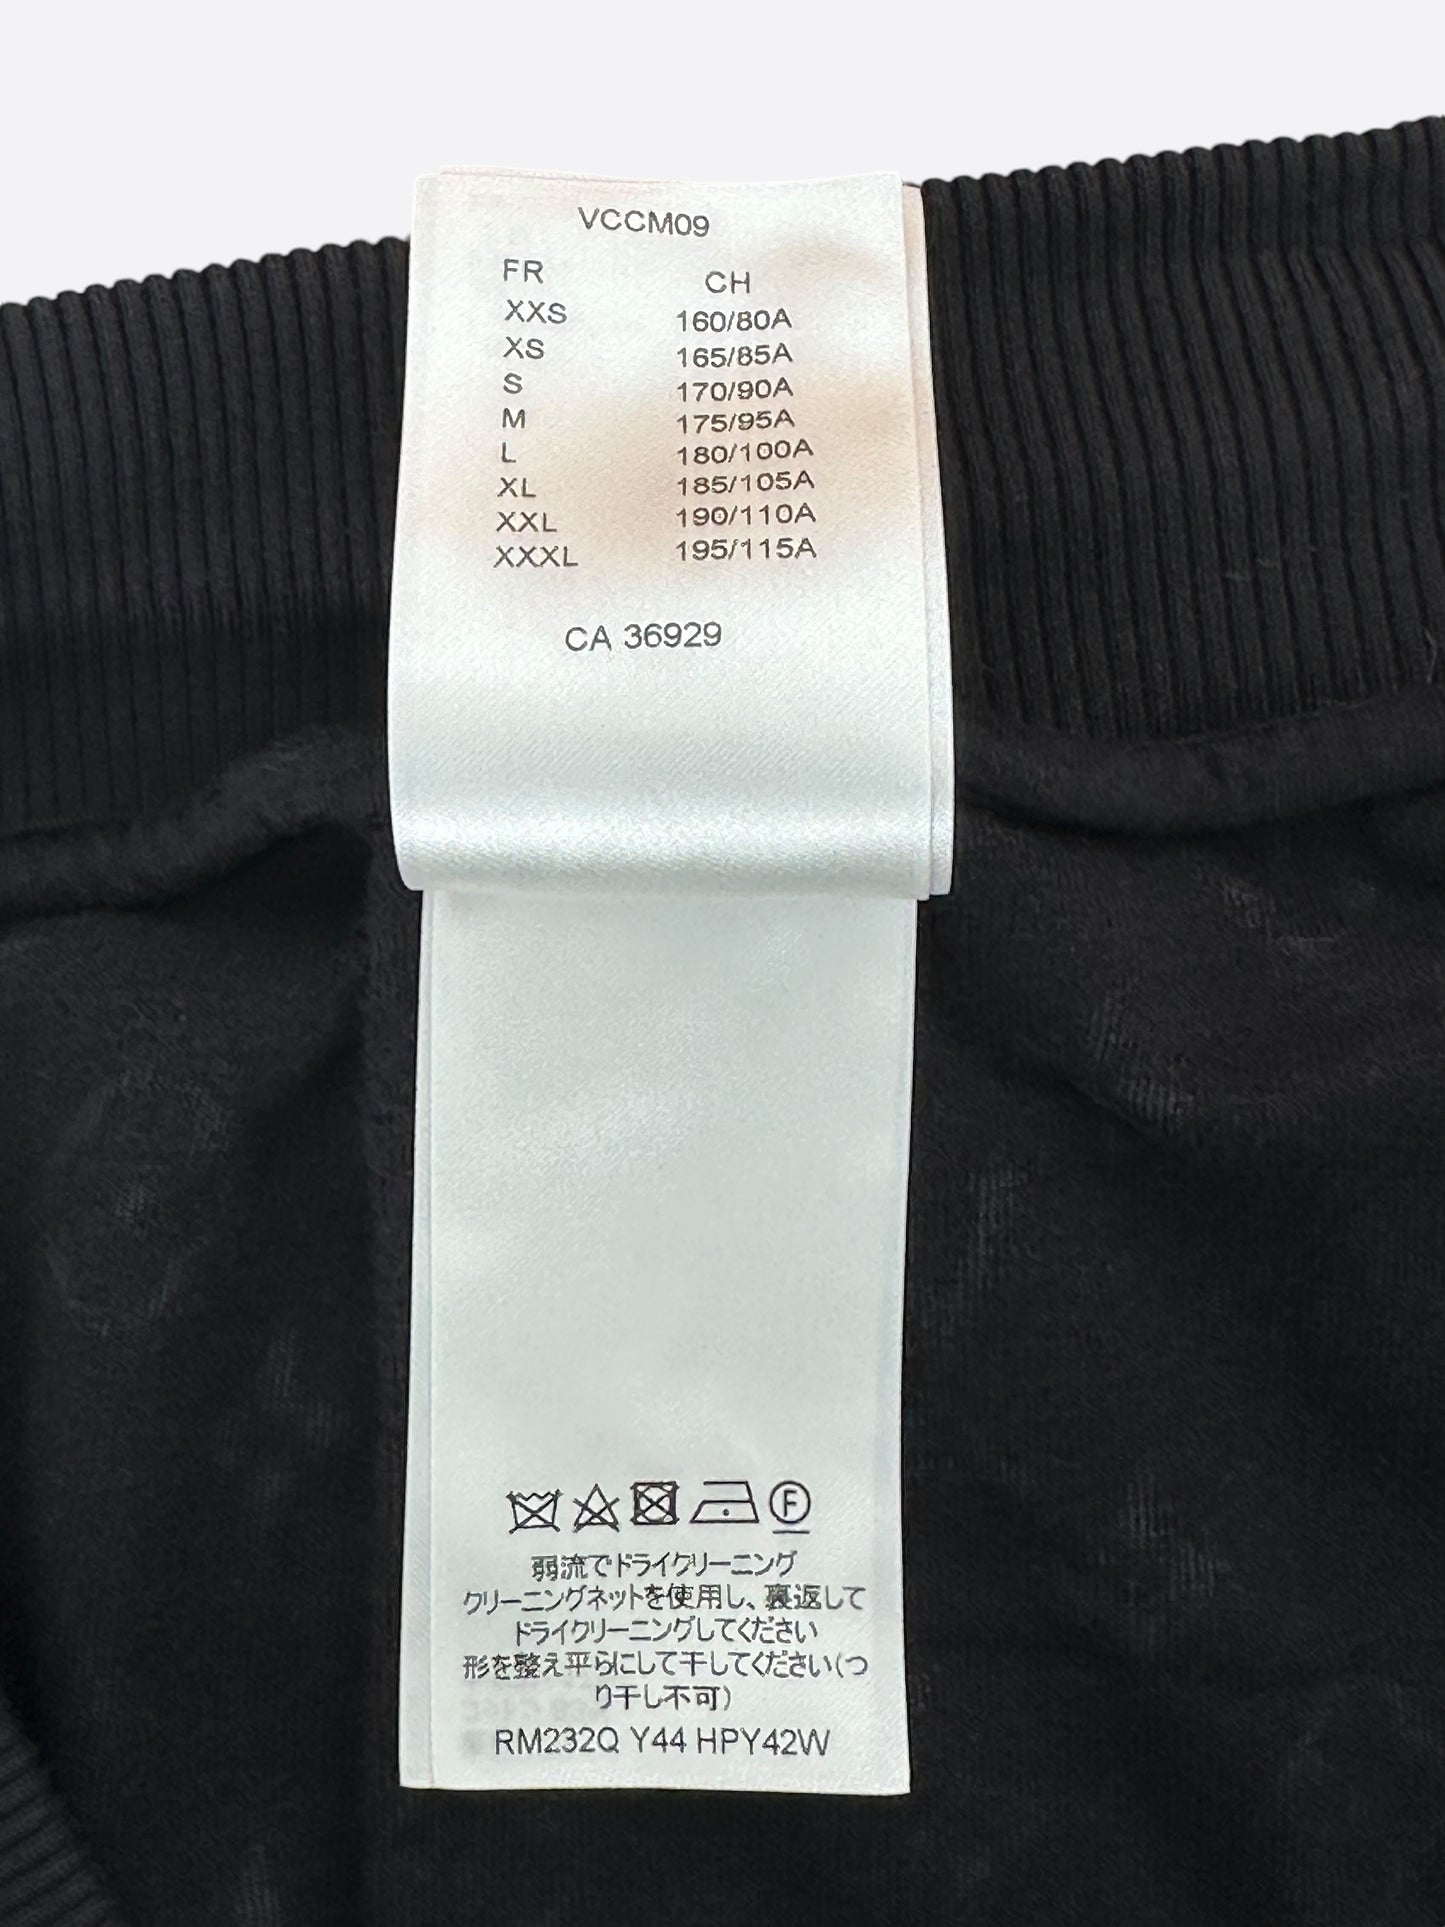 VCCM09
FR CH
XXS 160/80A
XS 165/85A
S 170/90A
M 175/95A
L 180/100A
XL 185/105A
XXL 190/110A
XXXL 195/115A
CA 36929
F
弱流でドライクリーニング
クリーニングネットを使用し、裏返して
ドライクリーニングしてください
形を整え平らにして干してください(つ
り干し不可)
RM232Q Y44 HPY42W